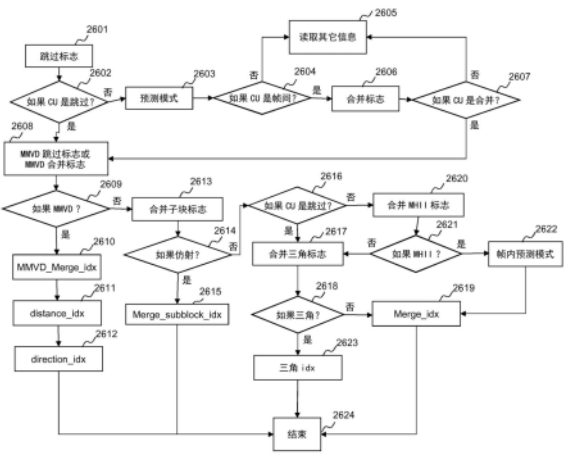 2601
跳过标志
2602
如果 CU 是跳过?
否
是
2603
预测模式
2604
如果 CU 是帧间?
否
是
2605
读取其它信息
2606
合并标志
2607
如果 CU 是合并?
否
是
2608
MMVD 跳过标志或
MMVD 合并标志
2609
如果 MMVD ?
否
是
2610
MMVD_Merge_idx
2611
distance_idx
2612
direction_idx
2613
合并子块标志
2614
如果仿射?
否
是
2615
Merge_subblock_idx
2616
如果 CU 是跳过?
否
是
2617
合并三角标志
2618
如果三角?
否
是
2619
Merge_idx
2620
合并 MHII 标志
2621
如果 MHII ?
否
是
2622
帧内预测模式
2623
三角 idx
2624
结束